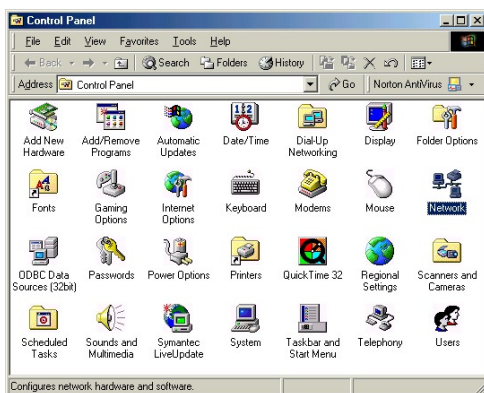 Control Panel
File Edit View Favorites Tools Help
Back Search Folders History
Address Control Panel Go Norton AntiVirus
Add New Hardware
Add/Remove Programs
Automatic Updates
Date/Time
Dial-Up Networking
Display
Folder Options
Fonts
Gaming Options
Internet Options
Keyboard
Modems
Mouse
Network
ODBC Data Sources (32bit)
Passwords
Power Options
Printers
QuickTime 32
Regional Settings
Scanners and Cameras
Scheduled Tasks
Sounds and Multimedia
Symantec LiveUpdate
System
Taskbar and Start Menu
Telephony
Users
Configures network hardware and software.